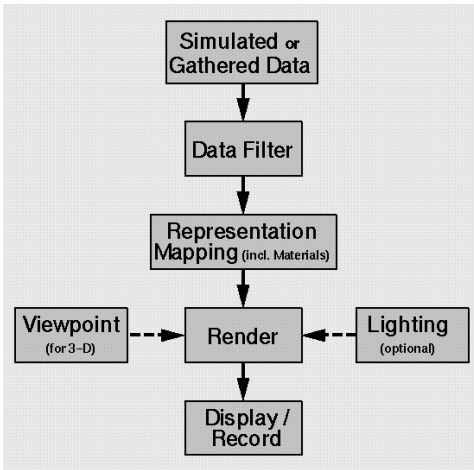 Simulated or
Gathered Data
Data Filter
Representation
Mapping (incl. Materials)
Viewpoint
(for 3-D)
Render
Lighting
(optional)
Display /
Record